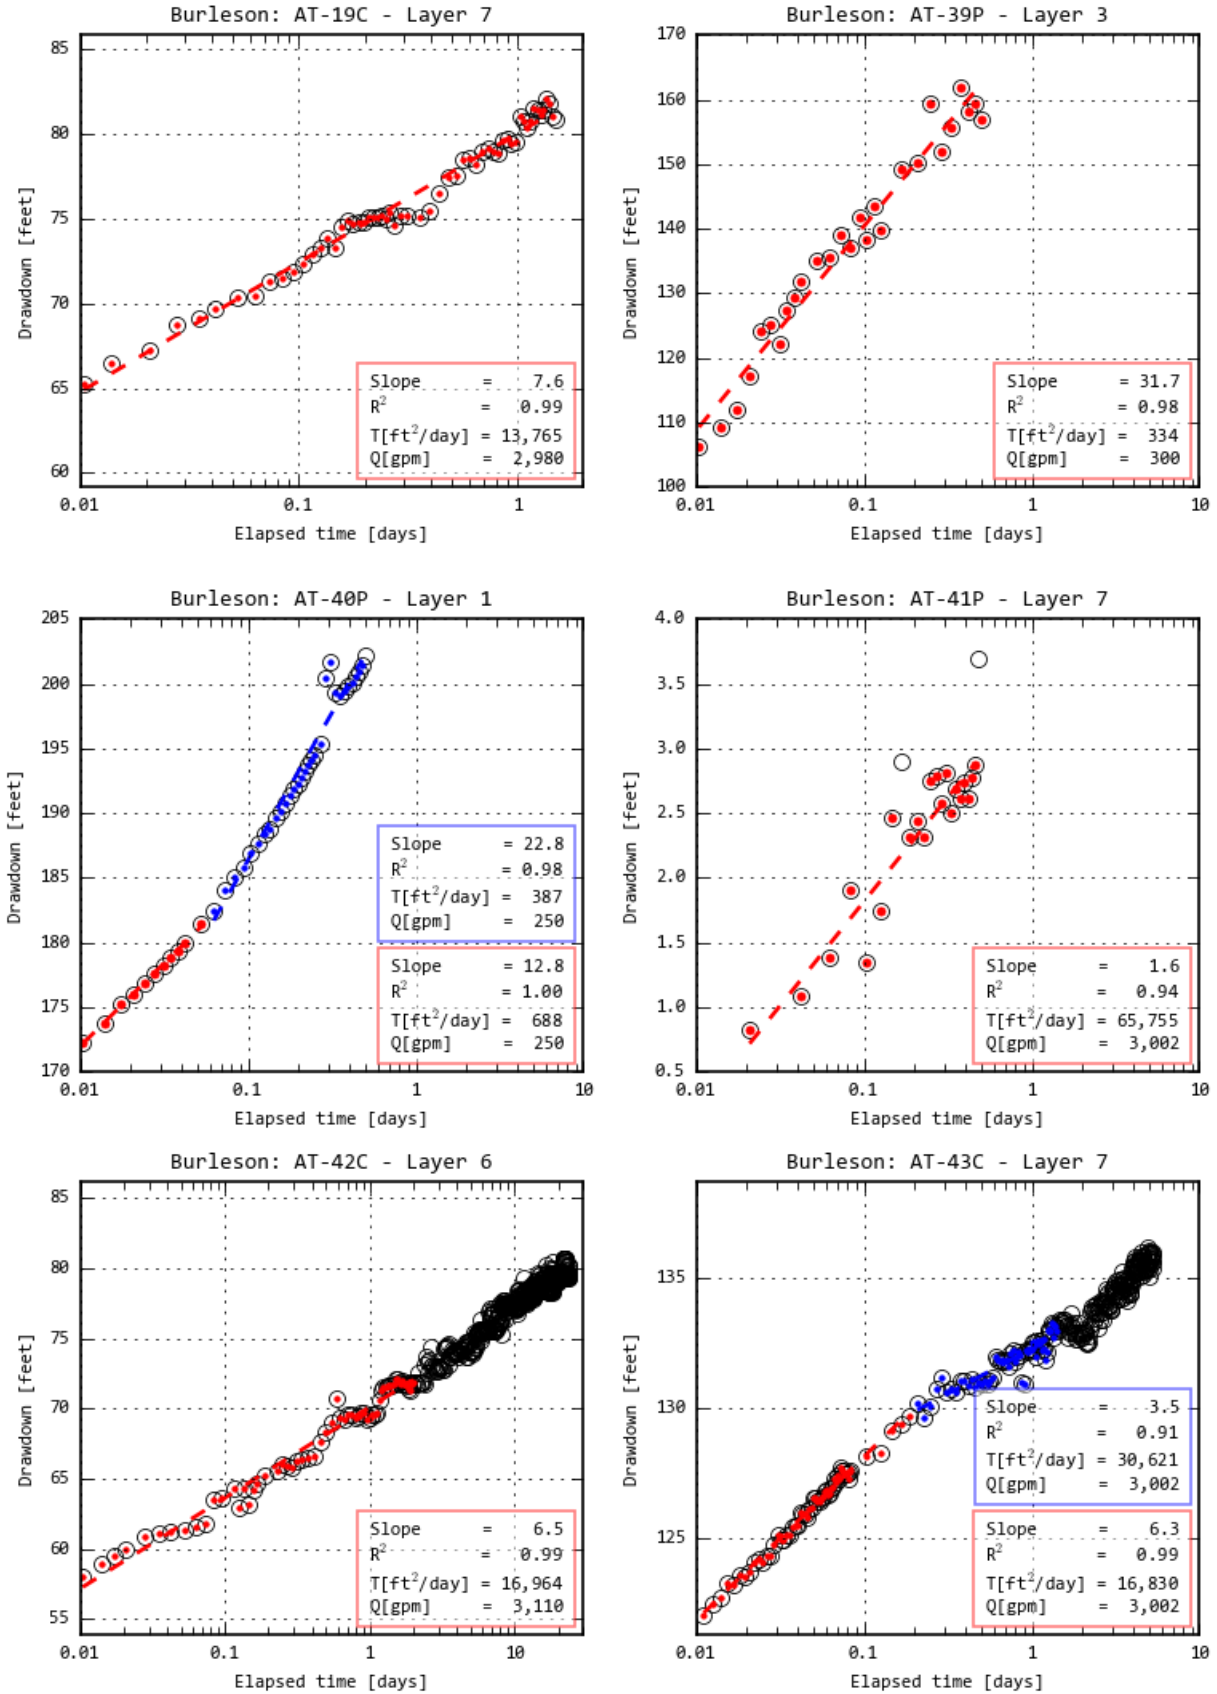 Burleson: AT-19C - Layer 7
85
80
75
70
65
60
Drawdown [feet]
Slope = 7.6
R² = 0.99
T[ft²/day] = 13,765
Q[gpm] = 2,980
0.01 0.1 1
Elapsed time [days]
Burleson: AT-39P - Layer 3
170
160
150
140
130
120
110
100
Drawdown [feet]
Slope = 31.7
R² = 0.98
T[ft²/day] = 334
Q[gpm] = 300
0.01 0.1 1 10
Elapsed time [days]
Burleson: AT-40P - Layer 1
205
200
195
190
185
180
175
170
Drawdown [feet]
Slope = 22.8
R² = 0.98
T[ft²/day] = 387
Q[gpm] = 250
Slope = 12.8
R² = 1.00
T[ft²/day] = 688
Q[gpm] = 250
0.01 0.1 1 10
Elapsed time [days]
Burleson: AT-41P - Layer 7
4.0
3.5
3.0
2.5
2.0
1.5
1.0
0.5
Drawdown [feet]
Slope = 1.6
R² = 0.94
T[ft²/day] = 65,755
Q[gpm] = 3,002
0.01 0.1 1 10
Elapsed time [days]
Burleson: AT-42C - Layer 6
85
80
75
70
65
60
55
Drawdown [feet]
Slope = 6.5
R² = 0.99
T[ft²/day] = 16,964
Q[gpm] = 3,110
0.01 0.1 1 10
Elapsed time [days]
Burleson: AT-43C - Layer 7
135
130
125
Drawdown [feet]
Slope = 3.5
R² = 0.91
T[ft²/day] = 30,621
Q[gpm] = 3,002
Slope = 6.3
R² = 0.99
T[ft²/day] = 16,830
Q[gpm] = 3,002
0.01 0.1 1 10
Elapsed time [days]